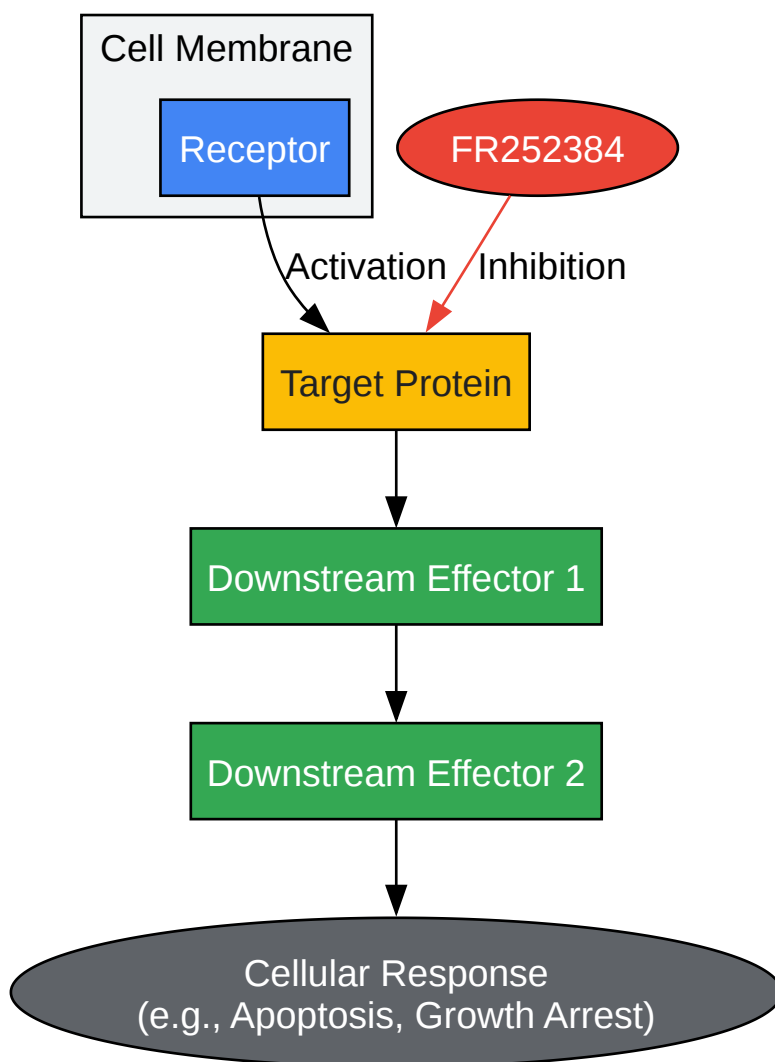 Cell Membrane
Receptor
FR252384
Activation
Inhibition
Target Protein
Downstream Effector 1
Downstream Effector 2
Cellular Response
(e.g., Apoptosis, Growth Arrest)